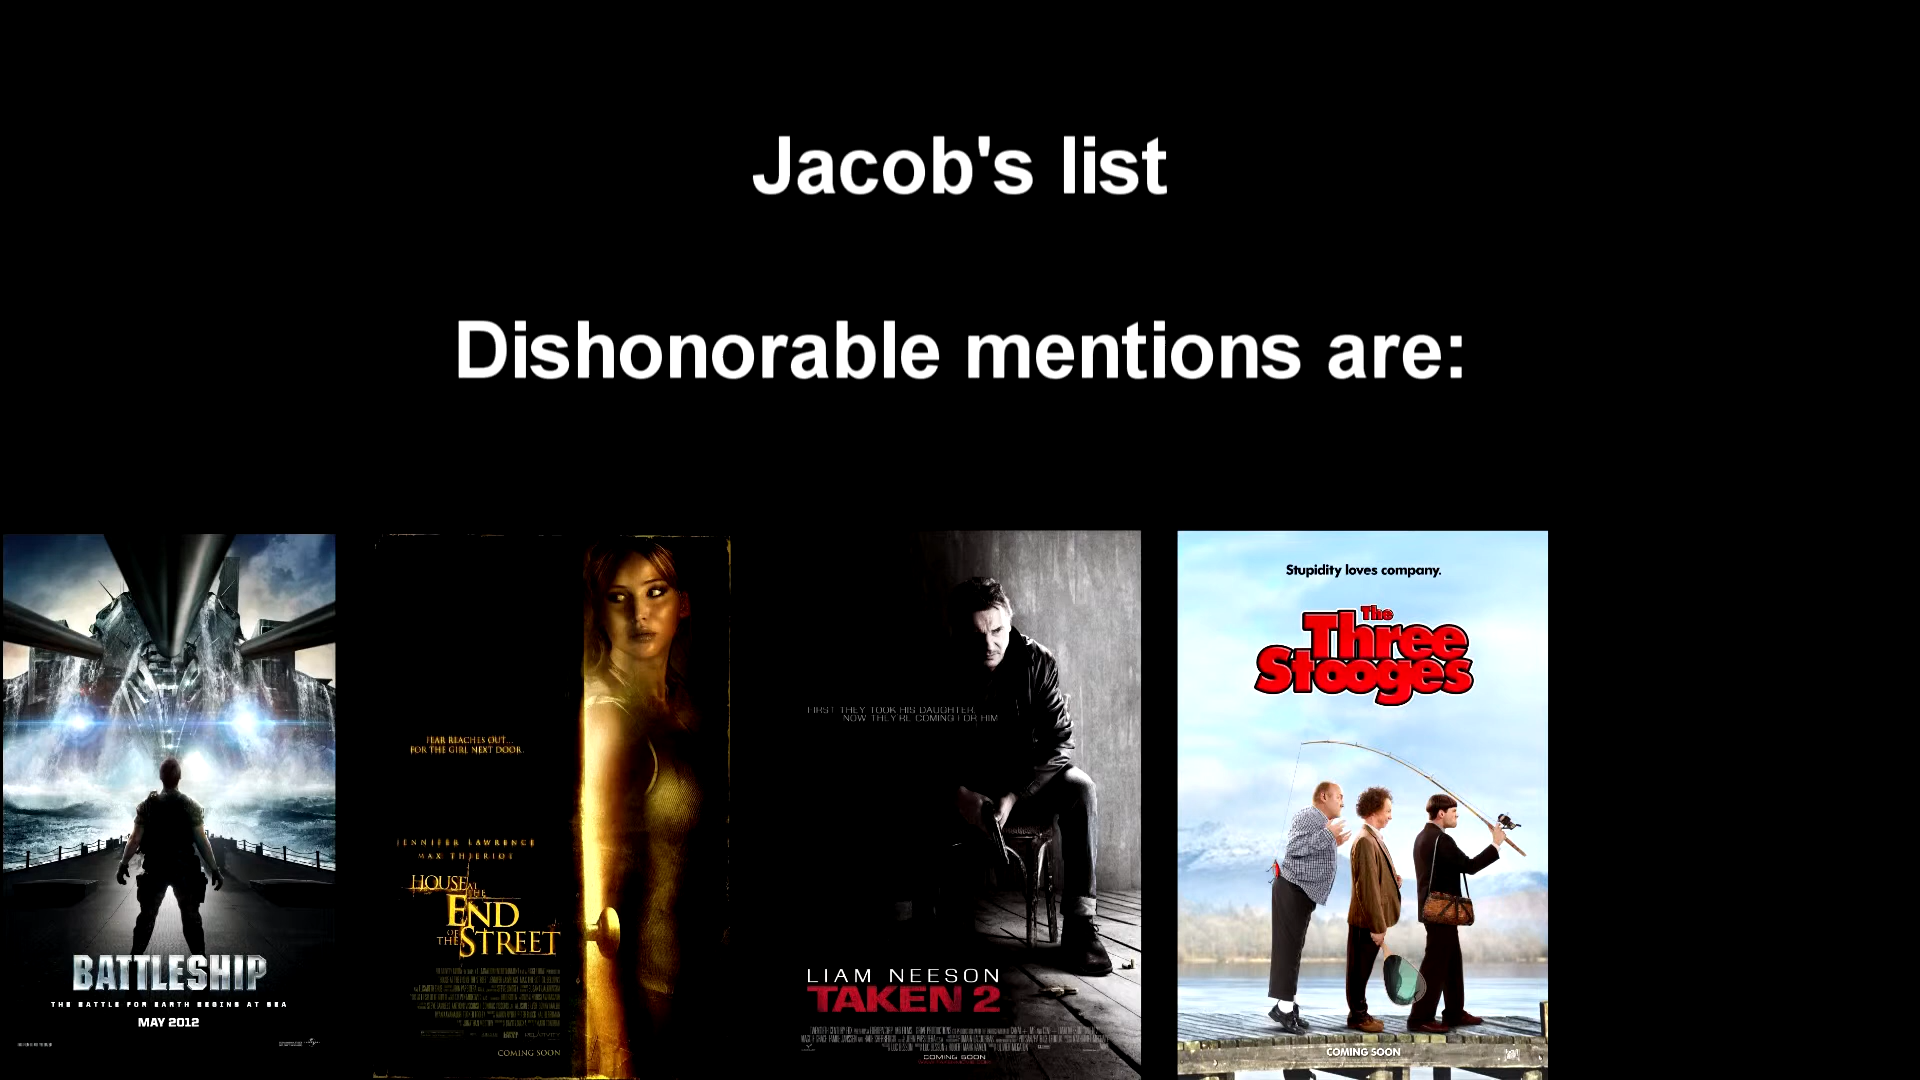 Jacob's list
Dishonorable mentions are:
THE BATTLE FOR EARTH BEGINS AT SEA
BATTLESHIP
MAY 2012
FEAR REACHES OUT...
FOR THE GIRL NEXT DOOR.
JENNIFER LAWRENCE
MAX THIERIOT
HOUSE AT THE
END
OF THE STREET
COMING SOON
FIRST THEY TOOK HIS DAUGHTER.
NOW THEY'RE COMING FOR HIM
LIAM NEESON
TAKEN 2
COMING SOON
Stupidity loves company.
The
Three
Stooges
COMING SOON